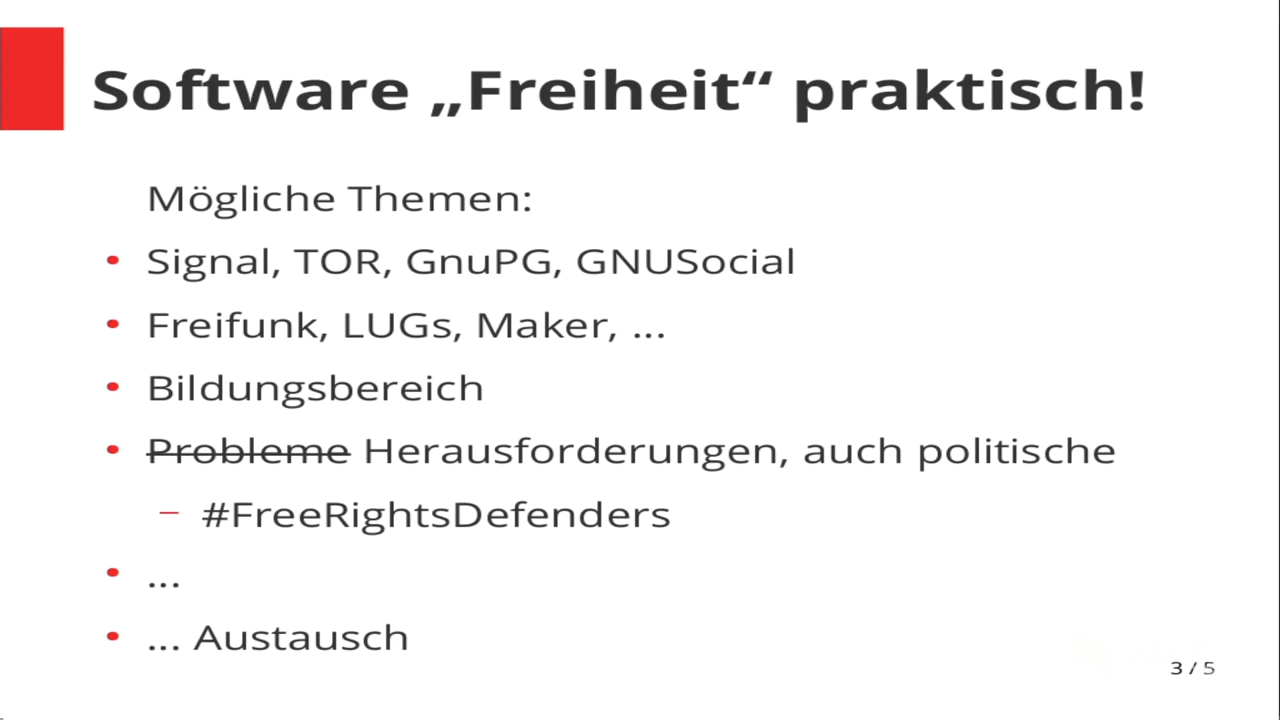 Software „Freiheit“ praktisch!
Mögliche Themen:
• Signal, TOR, GnuPG, GNUSocial
• Freifunk, LUGs, Maker, ...
• Bildungsbereich
• Probleme Herausforderungen, auch politische
– #FreeRightsDefenders
• ...
• ... Austausch
3 / 5